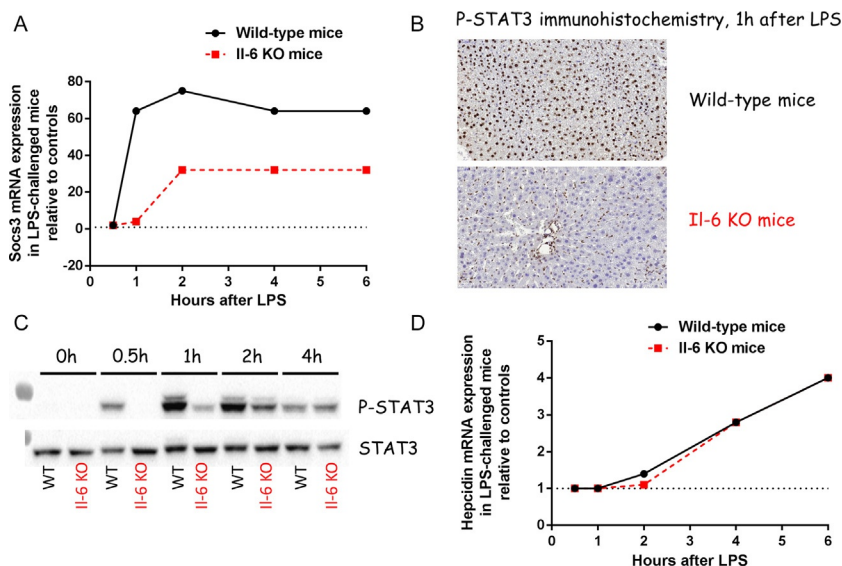 A
Wild-type mice
Il-6 KO mice
Socs3 mRNA expression
in LPS-challenged mice
relative to controls
80
60
40
20
0
-20
0 1 2 3 4 5 6
Hours after LPS
B
P-STAT3 immunohistochemistry, 1h after LPS
Wild-type mice
Il-6 KO mice
C
0h 0.5h 1h 2h 4h
P-STAT3
STAT3
WT Il-6 KO WT Il-6 KO WT Il-6 KO WT Il-6 KO WT Il-6 KO
D
Wild-type mice
Il-6 KO mice
Hepcidin mRNA expression
in LPS-challenged mice
relative to controls
5
4
3
2
1
0
0 1 2 3 4 5 6
Hours after LPS